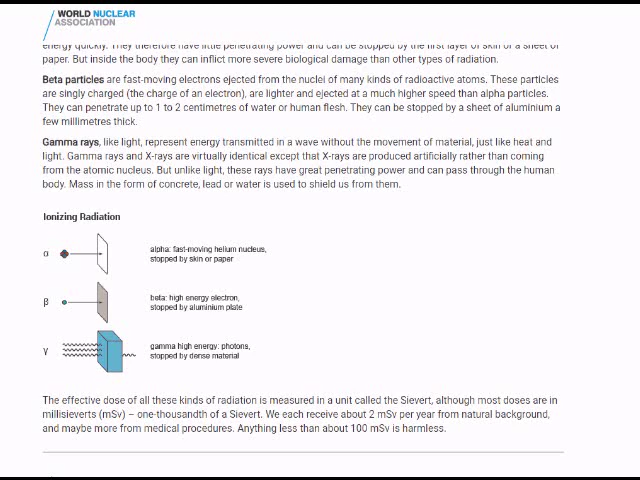 WORLD NUCLEAR
ASSOCIATION
energy quickly. They therefore have little penetrating power and can be stopped by the first layer of skin or a sheet of
paper. But inside the body they can inflict more severe biological damage than other types of radiation.
Beta particles are fast-moving electrons ejected from the nuclei of many kinds of radioactive atoms. These particles
are singly charged (the charge of an electron), are lighter and ejected at a much higher speed than alpha particles.
They can penetrate up to 1 to 2 centimetres of water or human flesh. They can be stopped by a sheet of aluminium a
few millimetres thick.
Gamma rays, like light, represent energy transmitted in a wave without the movement of material, just like heat and
light. Gamma rays and X-rays are virtually identical except that X-rays are produced artificially rather than coming
from the atomic nucleus. But unlike light, these rays have great penetrating power and can pass through the human
body. Mass in the form of concrete, lead or water is used to shield us from them.
Ionizing Radiation
α
alpha: fast-moving helium nucleus,
stopped by skin or paper
β
beta: high energy electron,
stopped by aluminium plate
γ
gamma high energy: photons,
stopped by dense material
The effective dose of all these kinds of radiation is measured in a unit called the Sievert, although most doses are in
millisieverts (mSv) – one-thousandth of a Sievert. We each receive about 2 mSv per year from natural background,
and maybe more from medical procedures. Anything less than about 100 mSv is harmless.